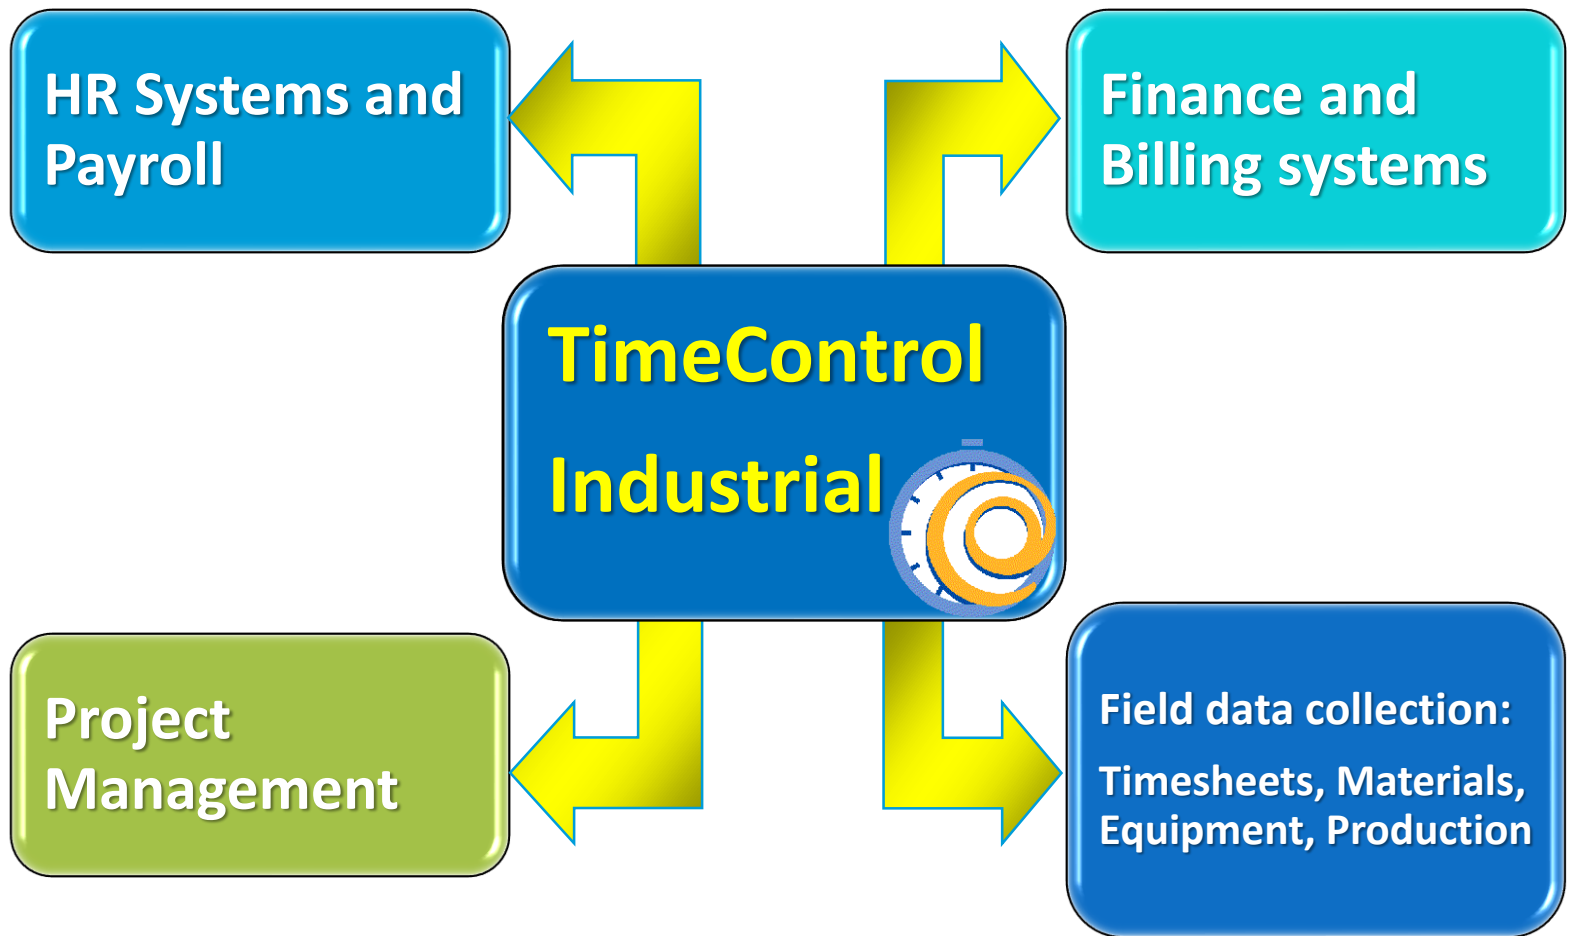 HR Systems and
Payroll
Finance and
Billing systems
TimeControl
Industrial
Project
Management
Field data collection:
Timesheets, Materials,
Equipment, Production